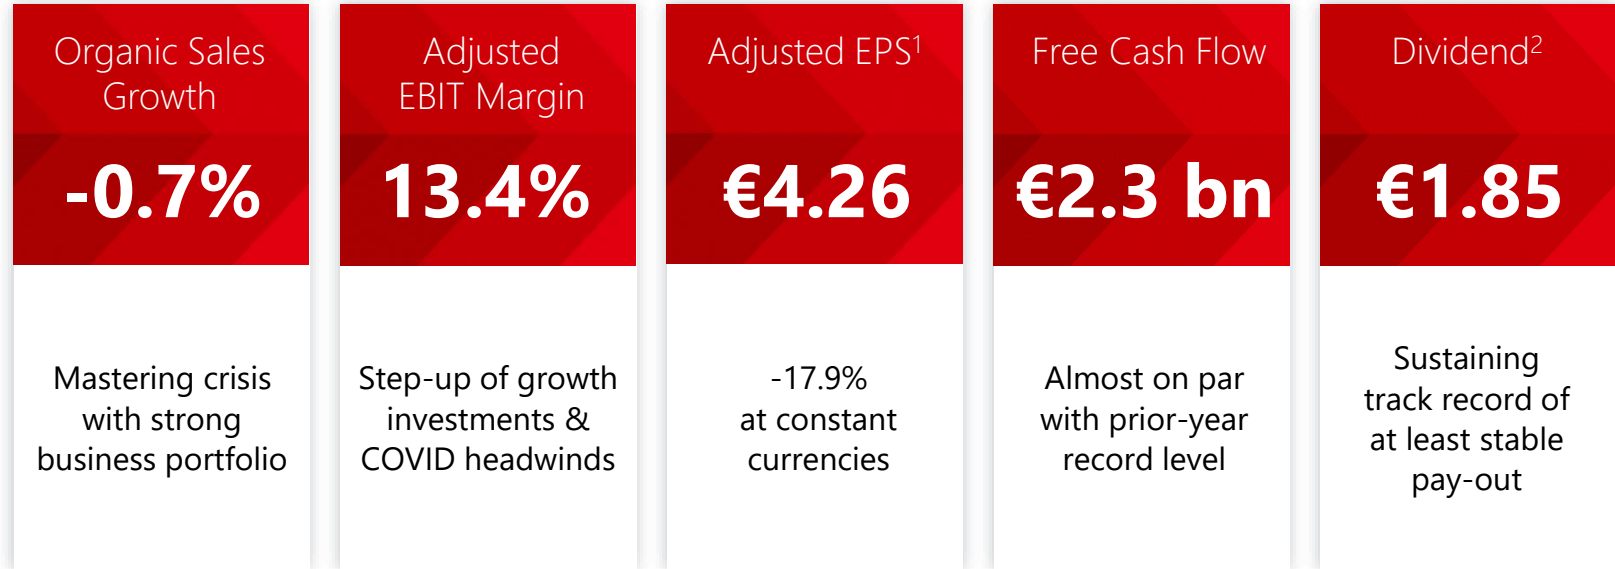 Organic Sales
Growth
-0.7%
Mastering crisis
with strong
business portfolio
Adjusted
EBIT Margin
13.4%
Step-up of growth
investments &
COVID headwinds
Adjusted EPS¹
€4.26
-17.9%
at constant
currencies
Free Cash Flow
€2.3 bn
Almost on par
with prior-year
record level
Dividend²
€1.85
Sustaining
track record of
at least stable
pay-out